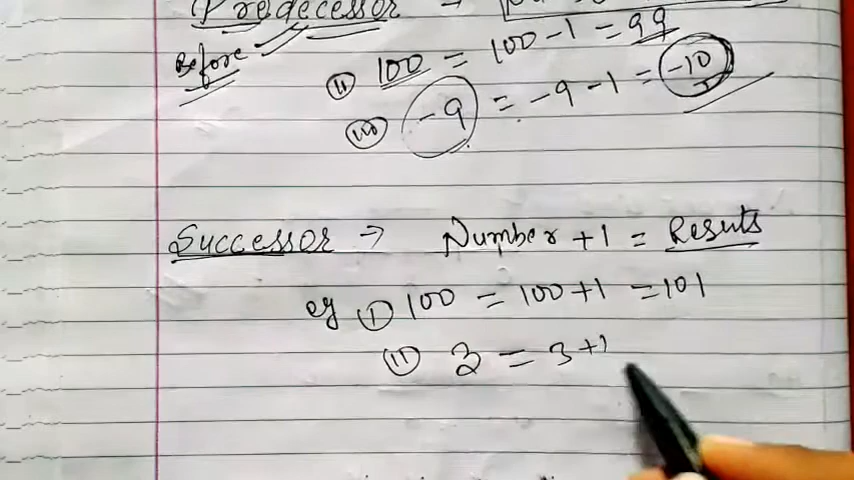 Predecessor →
Before (ii) 100 = 100-1 = 99
(iii) -9 = -9-1 = -10
Successor → Number +1 = Results
eg (I) 100 = 100+1 = 101
(II) 3 = 3+1